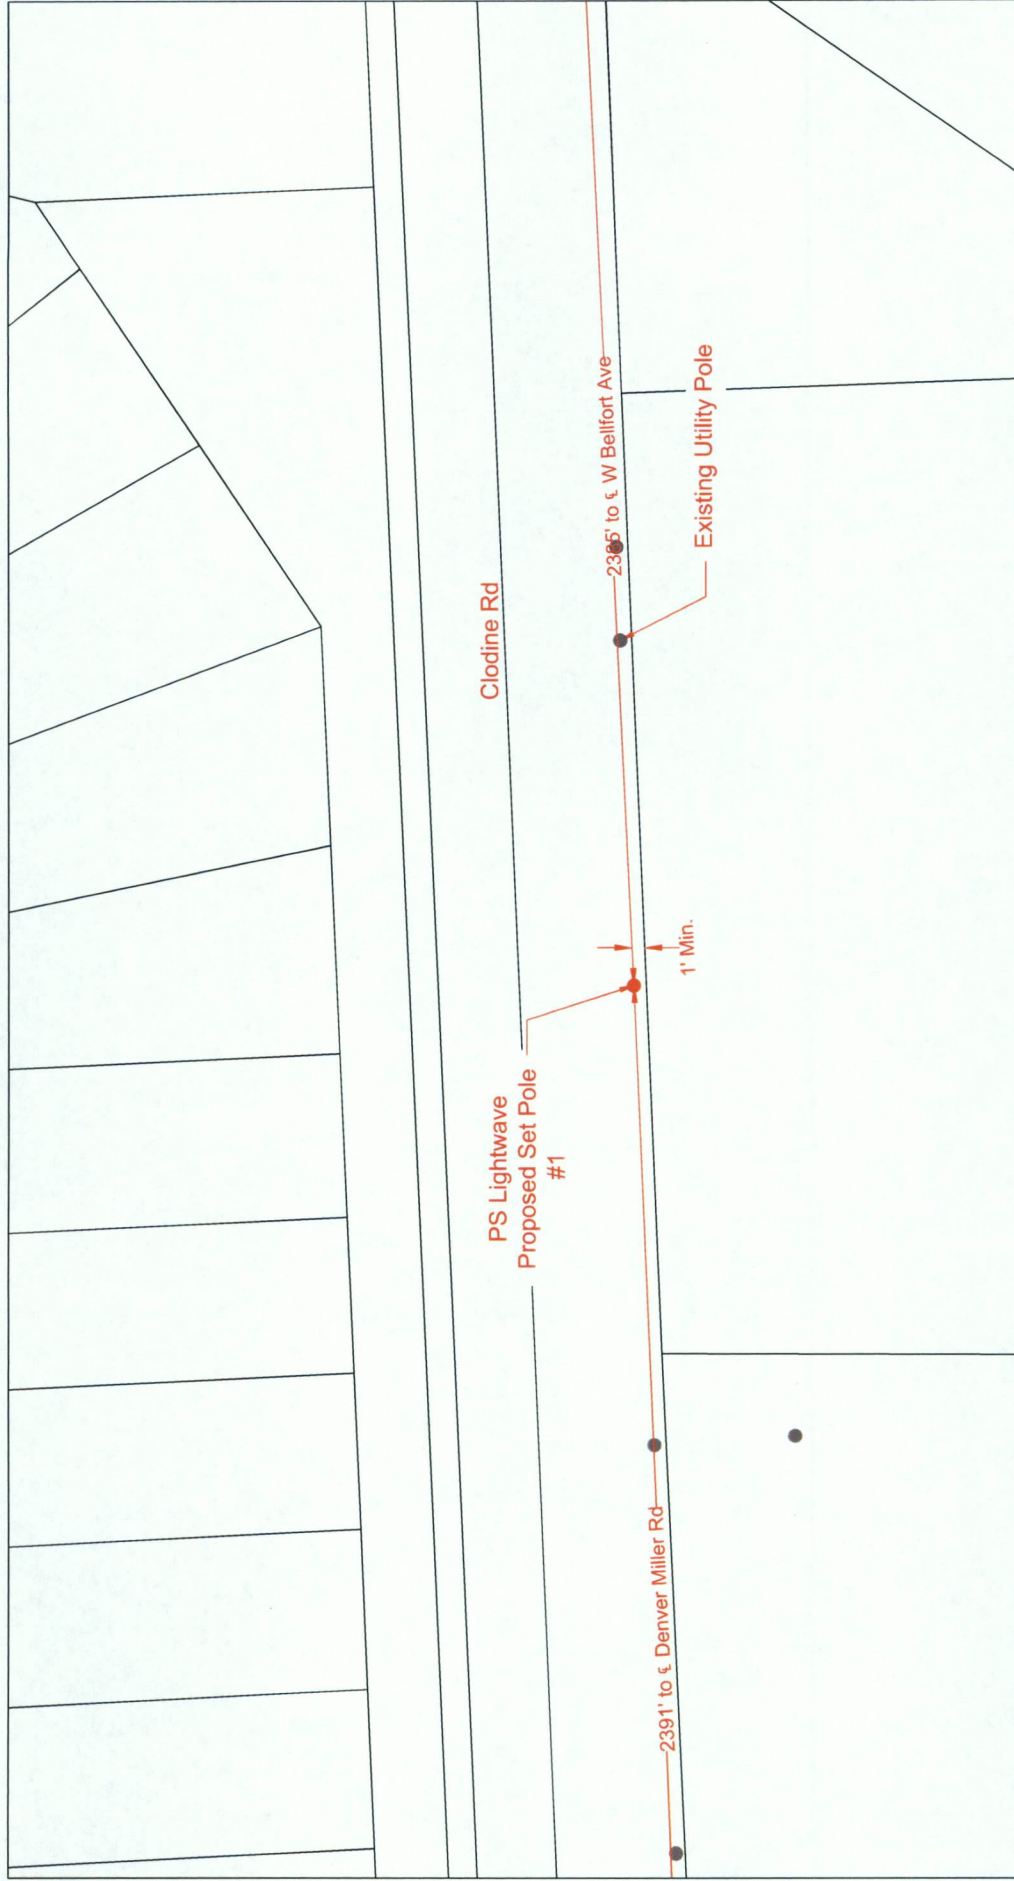 Clodine Rd
to ℄ W Bellfort Ave
Existing Utility Pole
1' Min.
PS Lightwave
Proposed Set Pole
#1
2391' to ℄ Denver Miller Rd